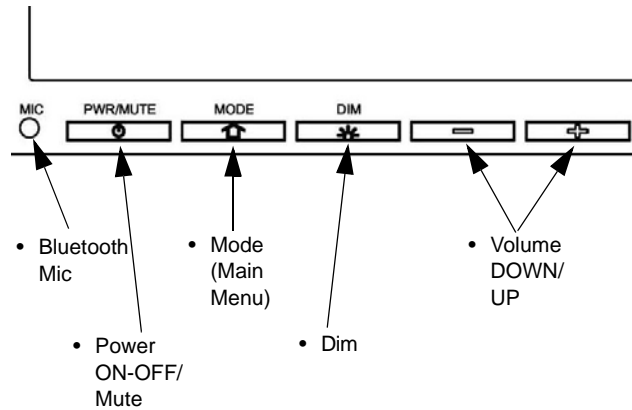 MIC PWR/MUTE MODE DIM
• Bluetooth
Mic
• Mode
(Main
Menu)
• Volume
DOWN/
UP
• Power
ON-OFF/
Mute
• Dim